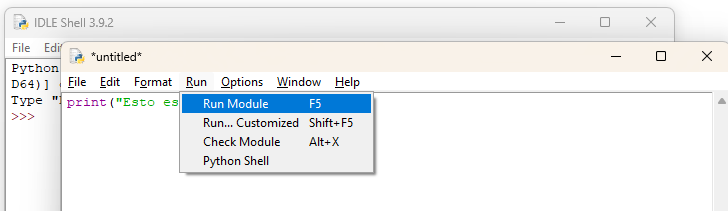 IDLE Shell 3.9.2
File
*untitled*
File Edit Format Run Options Window Help
Python
D64)]
Type
>>>
print("Esto es
Run Module F5
Run... Customized Shift+F5
Check Module Alt+X
Python Shell